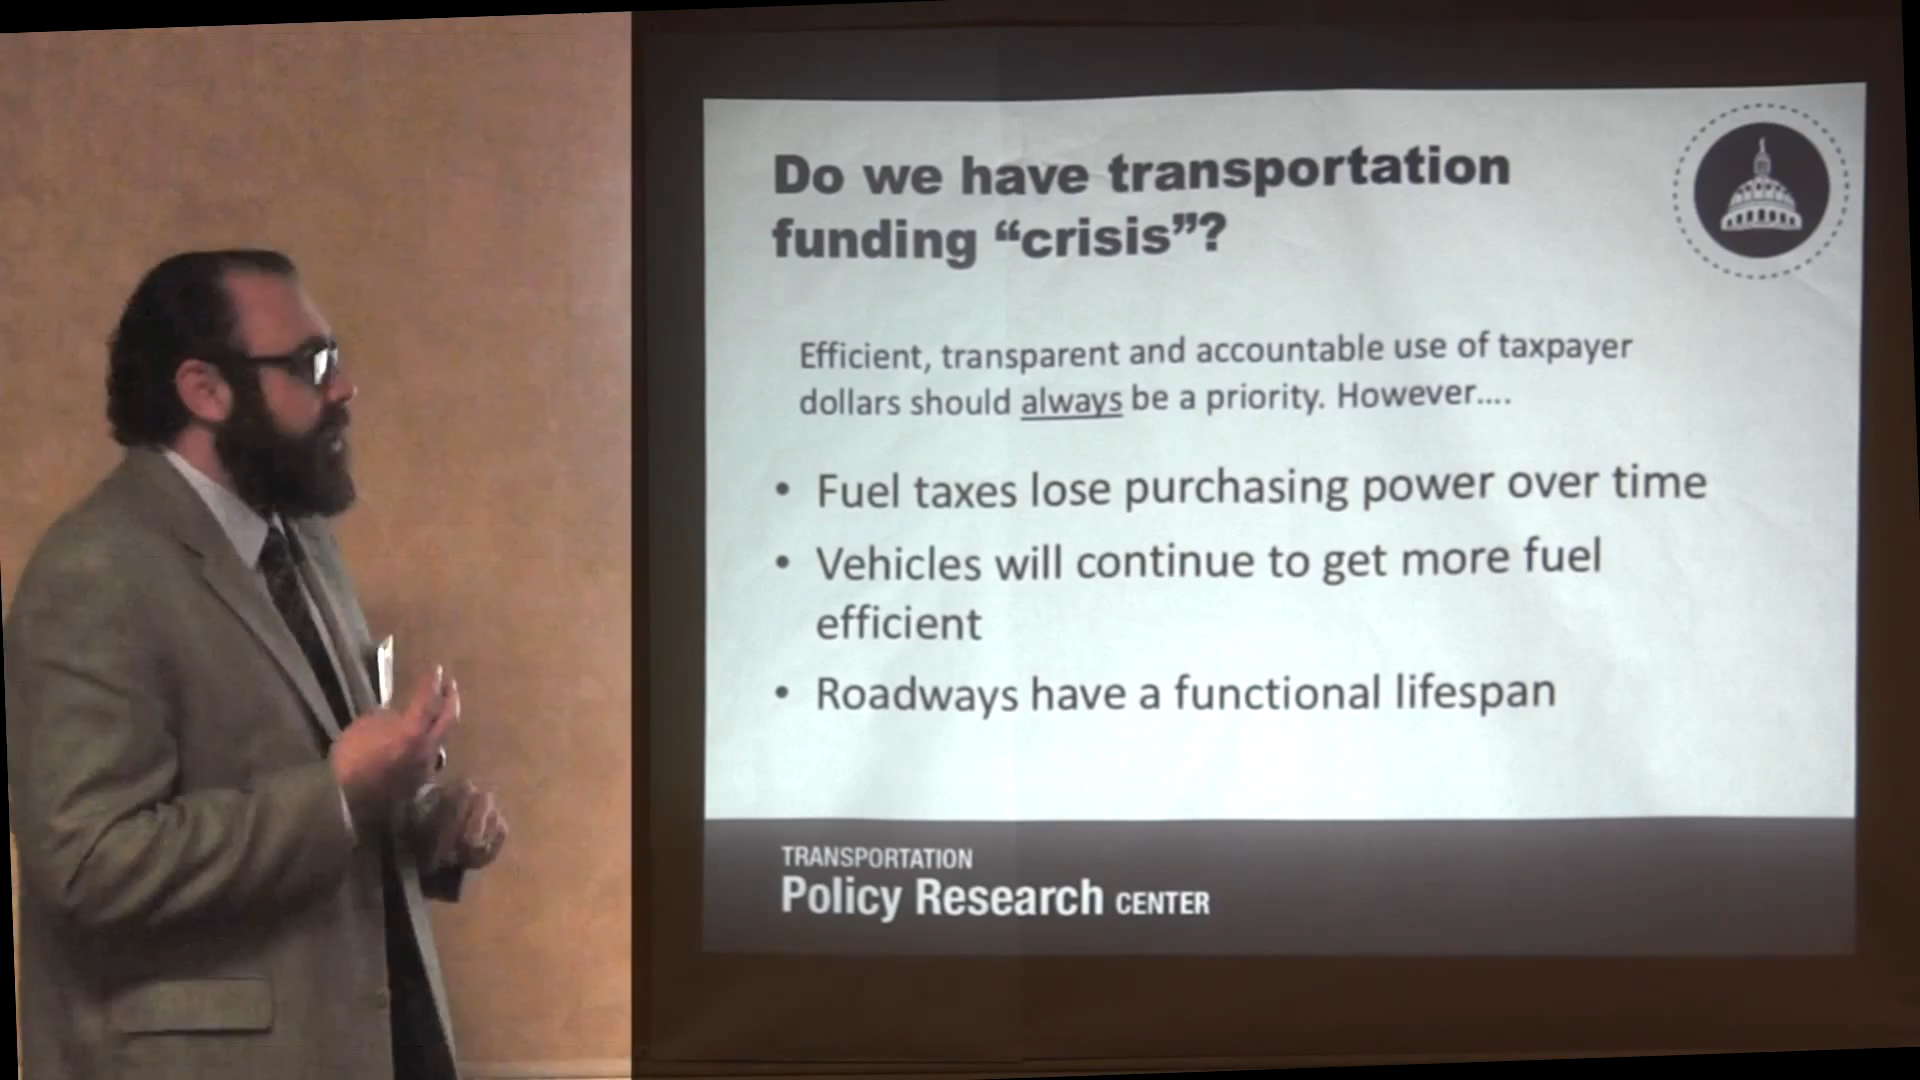 Do we have transportation
funding “crisis”?
Efficient, transparent and accountable use of taxpayer
dollars should always be a priority. However....
• Fuel taxes lose purchasing power over time
• Vehicles will continue to get more fuel
efficient
• Roadways have a functional lifespan
TRANSPORTATION
Policy Research CENTER